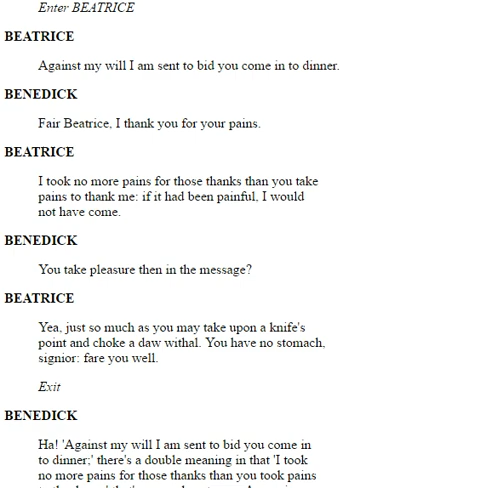 Enter BEATRICE
BEATRICE
Against my will I am sent to bid you come in to dinner.
BENEDICK
Fair Beatrice, I thank you for your pains.
BEATRICE
I took no more pains for those thanks than you take
pains to thank me: if it had been painful, I would
not have come.
BENEDICK
You take pleasure then in the message?
BEATRICE
Yea, just so much as you may take upon a knife's
point and choke a daw withal. You have no stomach,
signior: fare you well.
Exit
BENEDICK
Ha! 'Against my will I am sent to bid you come in
to dinner;' there's a double meaning in that 'I took
no more pains for those thanks than you took pains